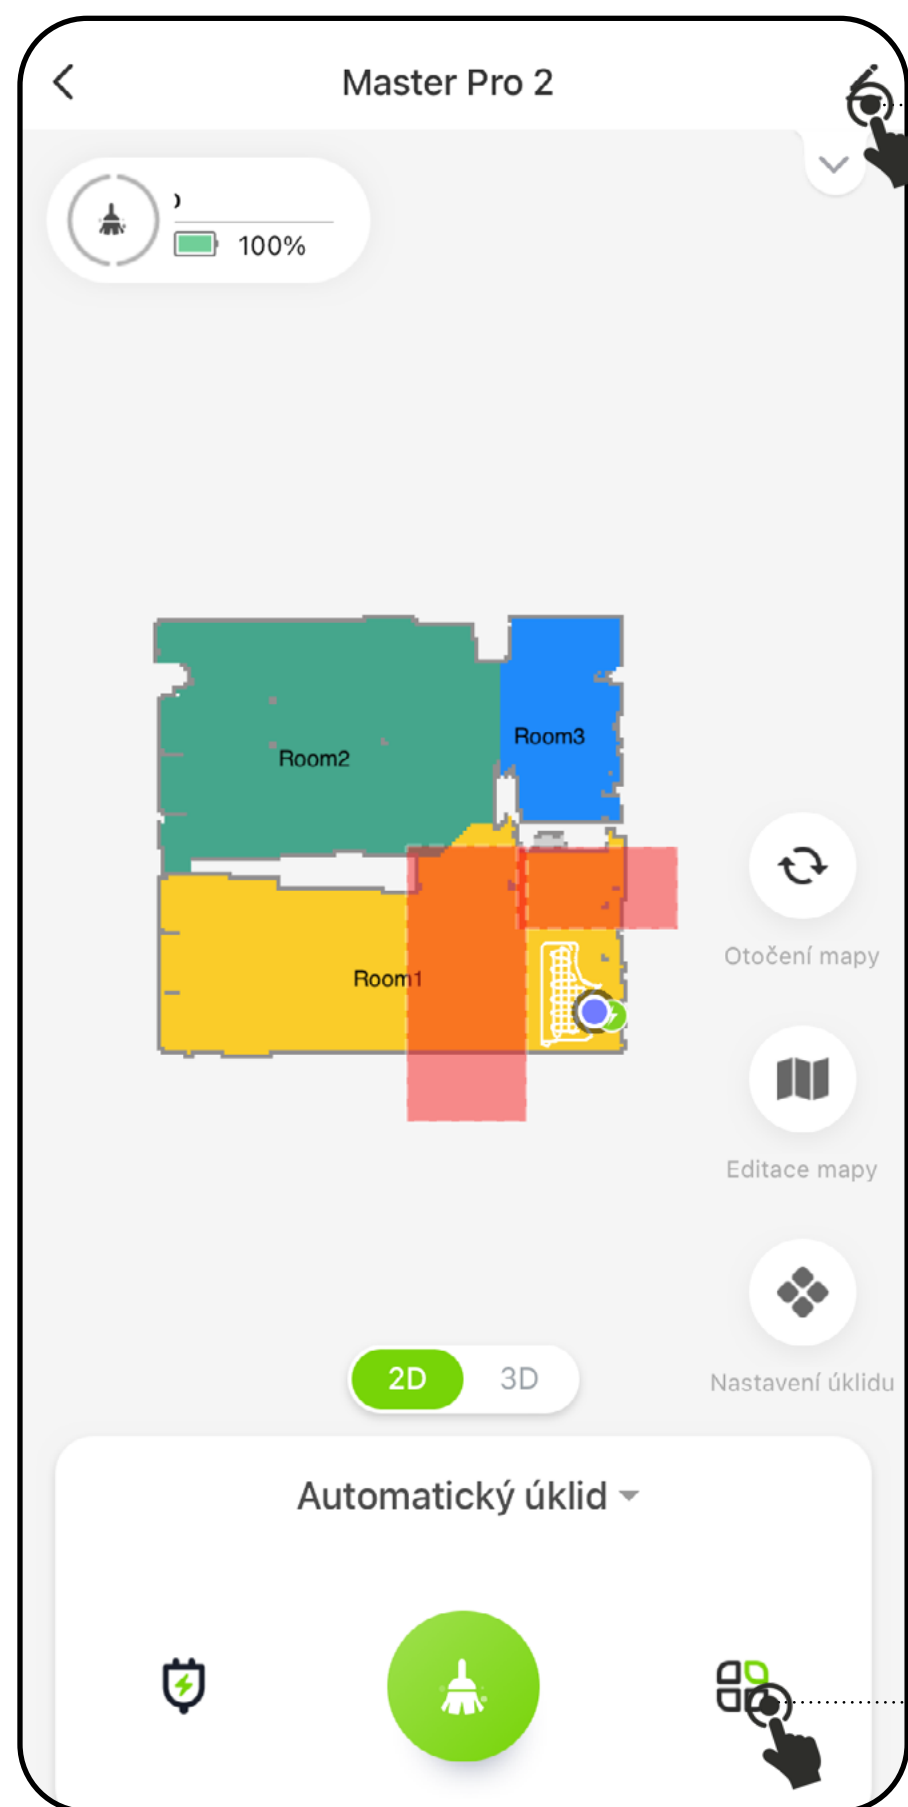 Master Pro 2
100%
Room2
Room3
Room1
Otočení mapy
Editace mapy
Nastavení úklidu
2D
3D
Automatický úklid